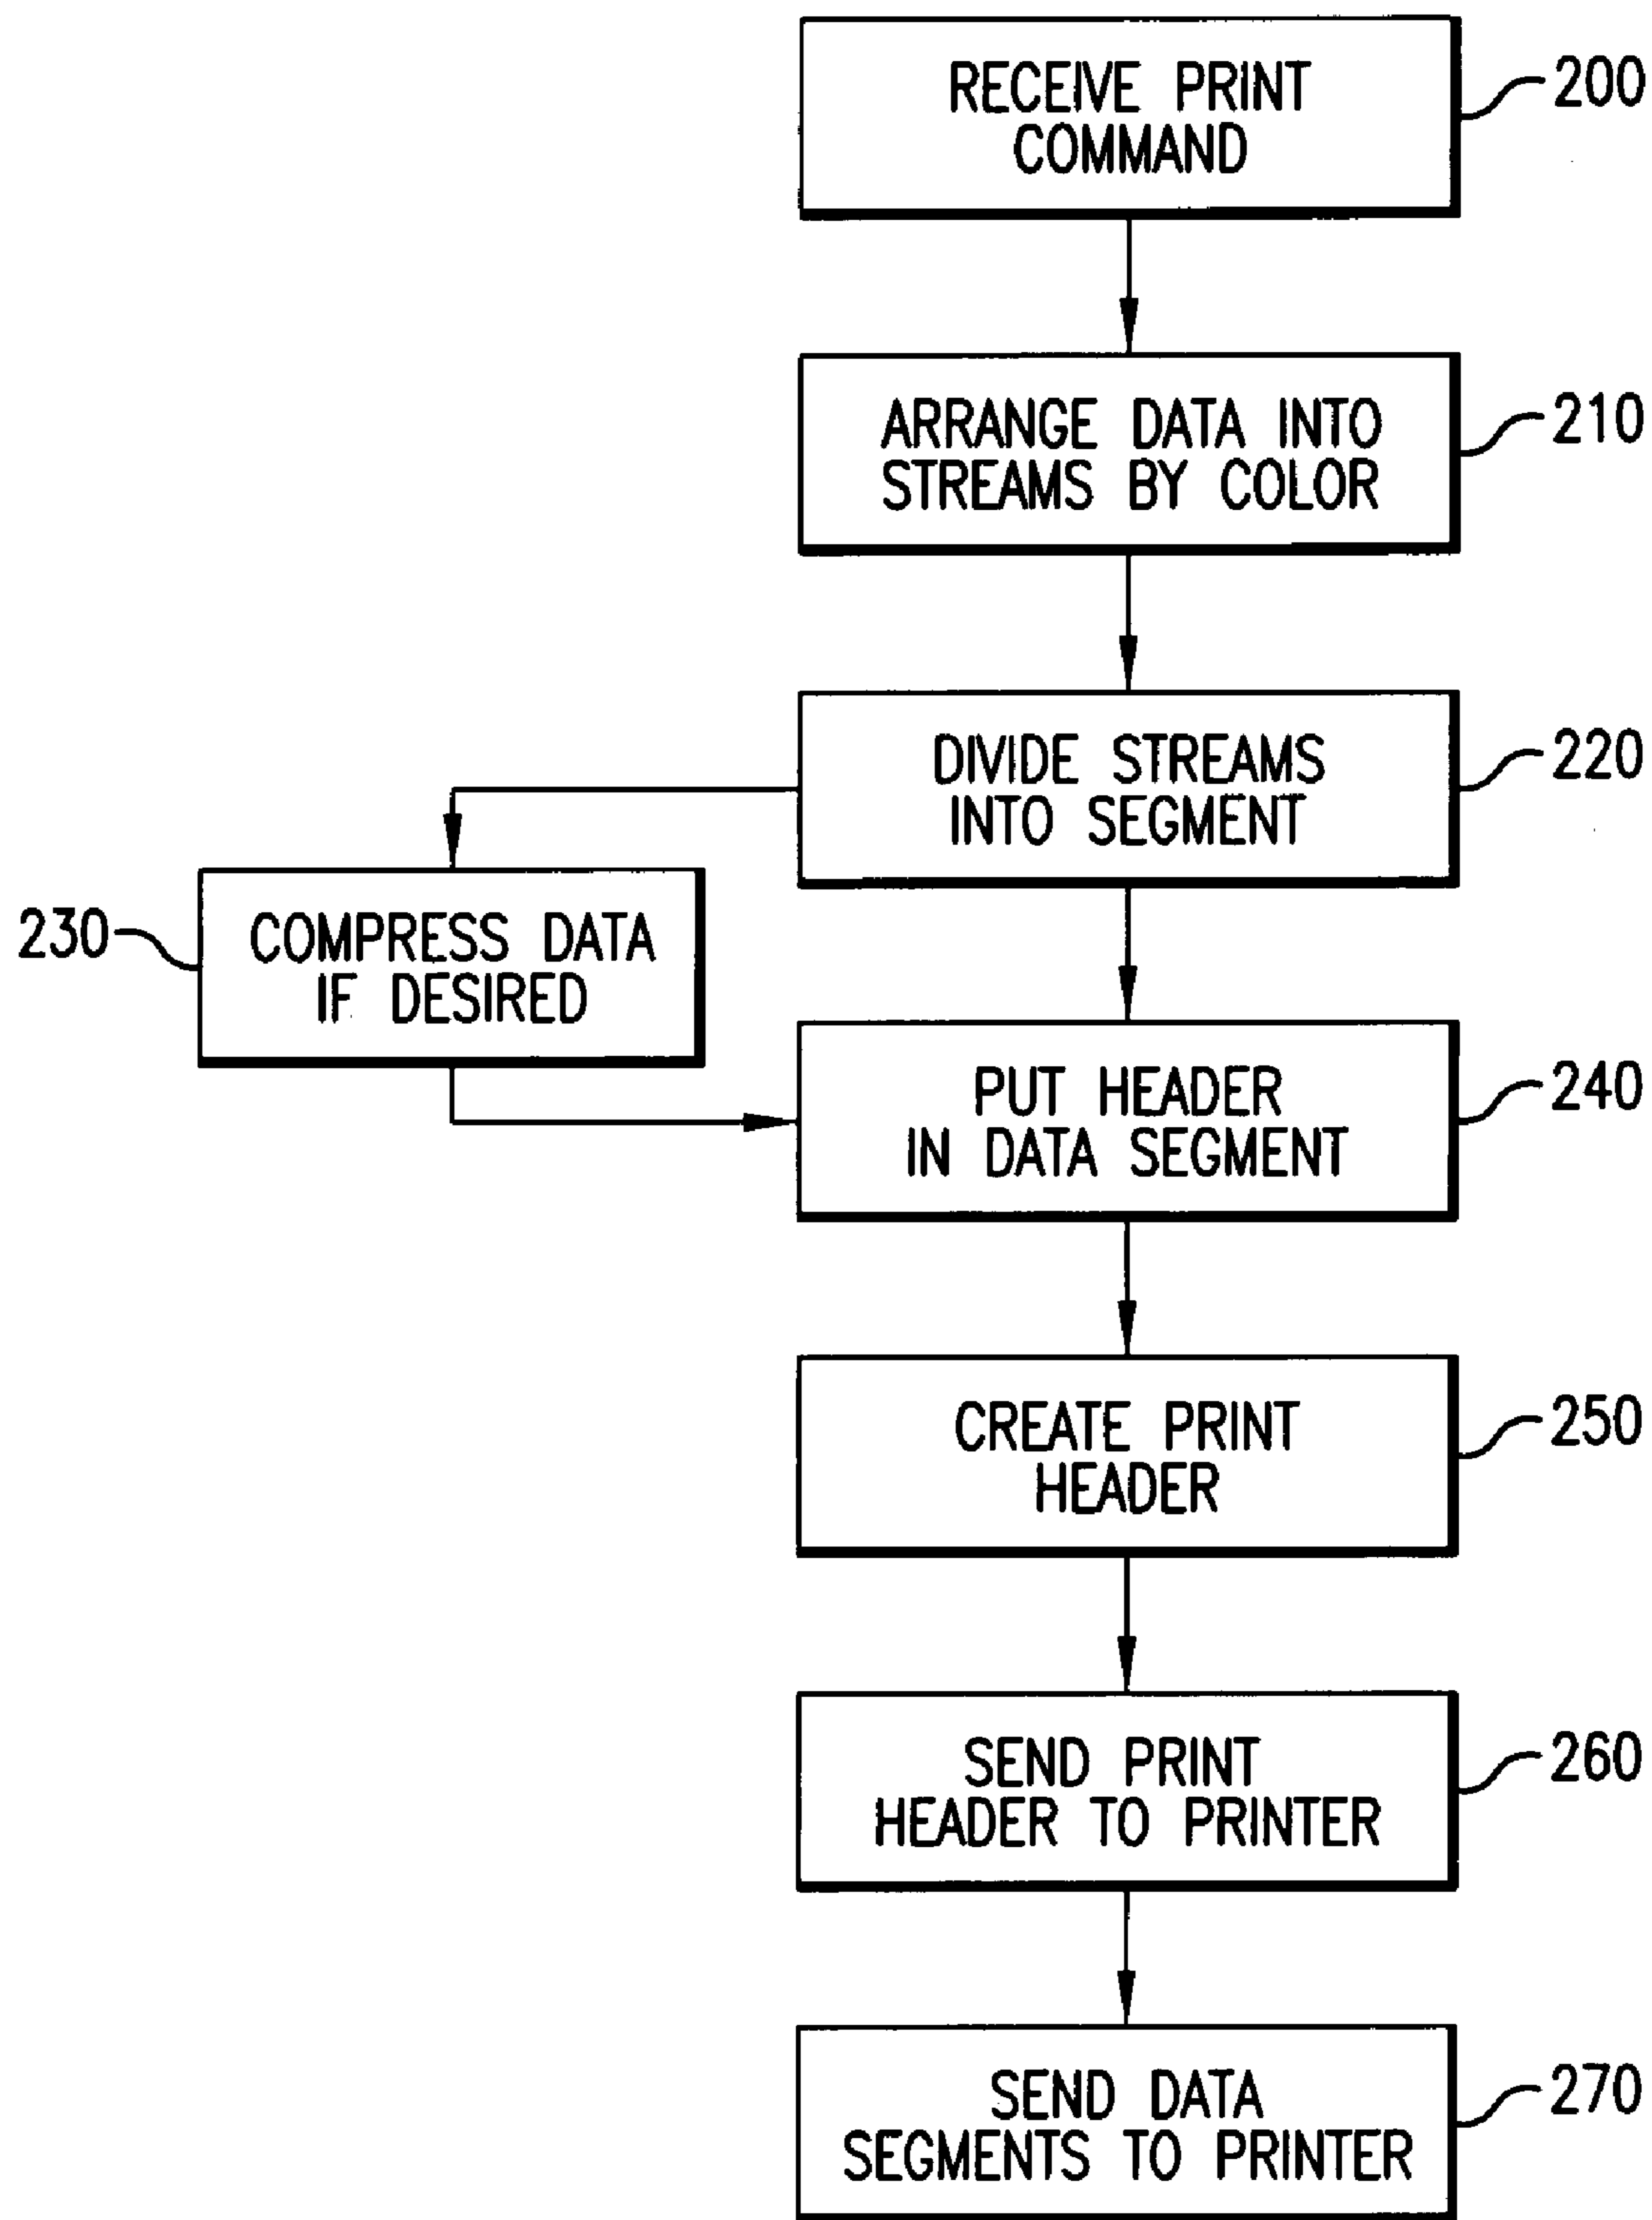 RECEIVE PRINT
COMMAND
200
ARRANGE DATA INTO
STREAMS BY COLOR
210
DIVIDE STREAMS
INTO SEGMENT
220
230
COMPRESS DATA
IF DESIRED
PUT HEADER
IN DATA SEGMENT
240
CREATE PRINT
HEADER
250
SEND PRINT
HEADER TO PRINTER
260
SEND DATA
SEGMENTS TO PRINTER
270